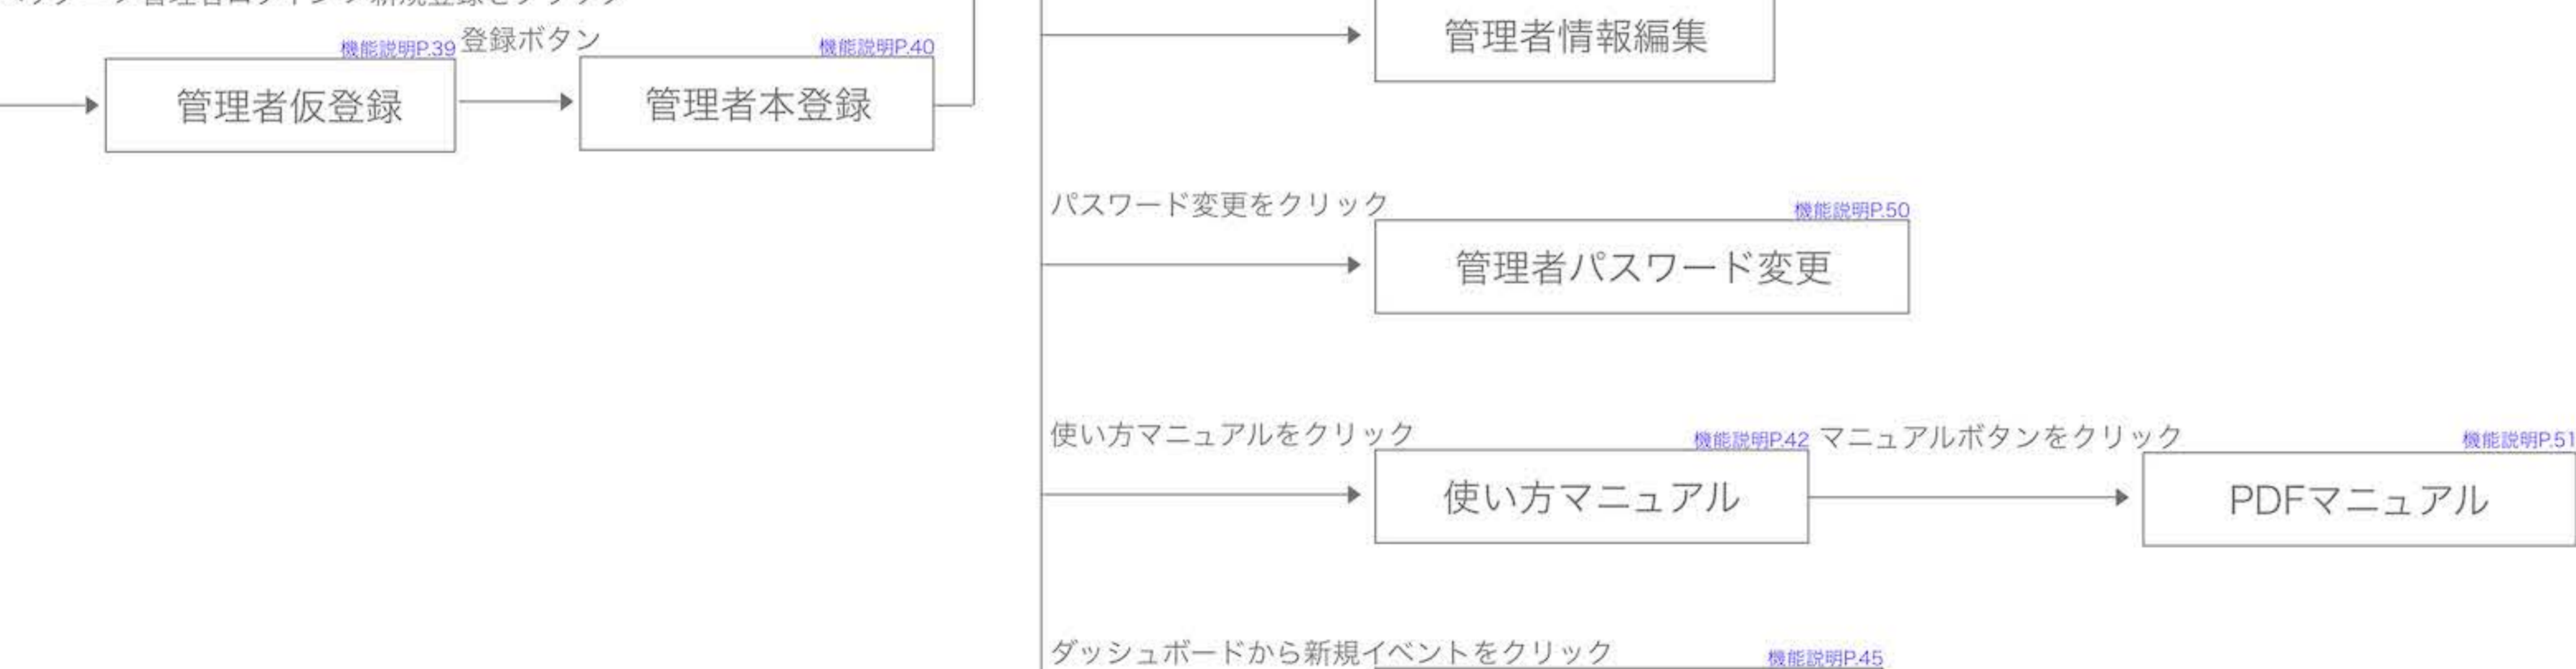 管理者情報編集
機能説明P.39
登録ボタン
機能説明P.40
管理者仮登録
管理者本登録
パスワード変更をクリック
機能説明P.50
管理者パスワード変更
使い方マニュアルをクリック
機能説明P.42
マニュアルボタンをクリック
機能説明P.51
使い方マニュアル
PDFマニュアル
ダッシュボードから新規イベントをクリック
機能説明P.45